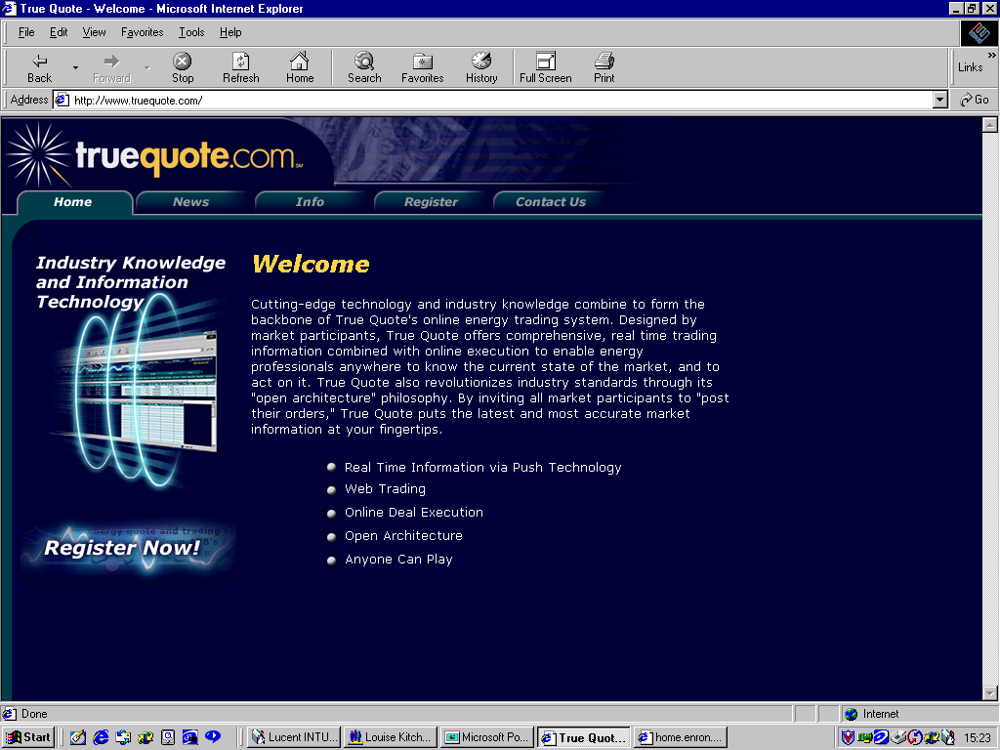 True Quote - Welcome - Microsoft Internet Explorer
File Edit View Favorites Tools Help
Back Forward Stop Refresh Home Search Favorites History Full Screen Print Links »
Address http://www.truequote.com/ Go
truequote.com SM
Home News Info Register Contact Us
Industry Knowledge
and Information
Technology
Welcome
Cutting-edge technology and industry knowledge combine to form the
backbone of True Quote's online energy trading system. Designed by
market participants, True Quote offers comprehensive, real time trading
information combined with online execution to enable energy
professionals anywhere to know the current state of the market, and to
act on it. True Quote also revolutionizes industry standards through its
"open architecture" philosophy. By inviting all market participants to "post
their orders," True Quote puts the latest and most accurate market
information at your fingertips.
Real Time Information via Push Technology
Web Trading
Online Deal Execution
Open Architecture
Anyone Can Play
energy quote and trading
Register Now!
Done Internet
Start Lucent INTU... Louise Kitch... Microsoft Po... True Quot... home.enron.... 15:23